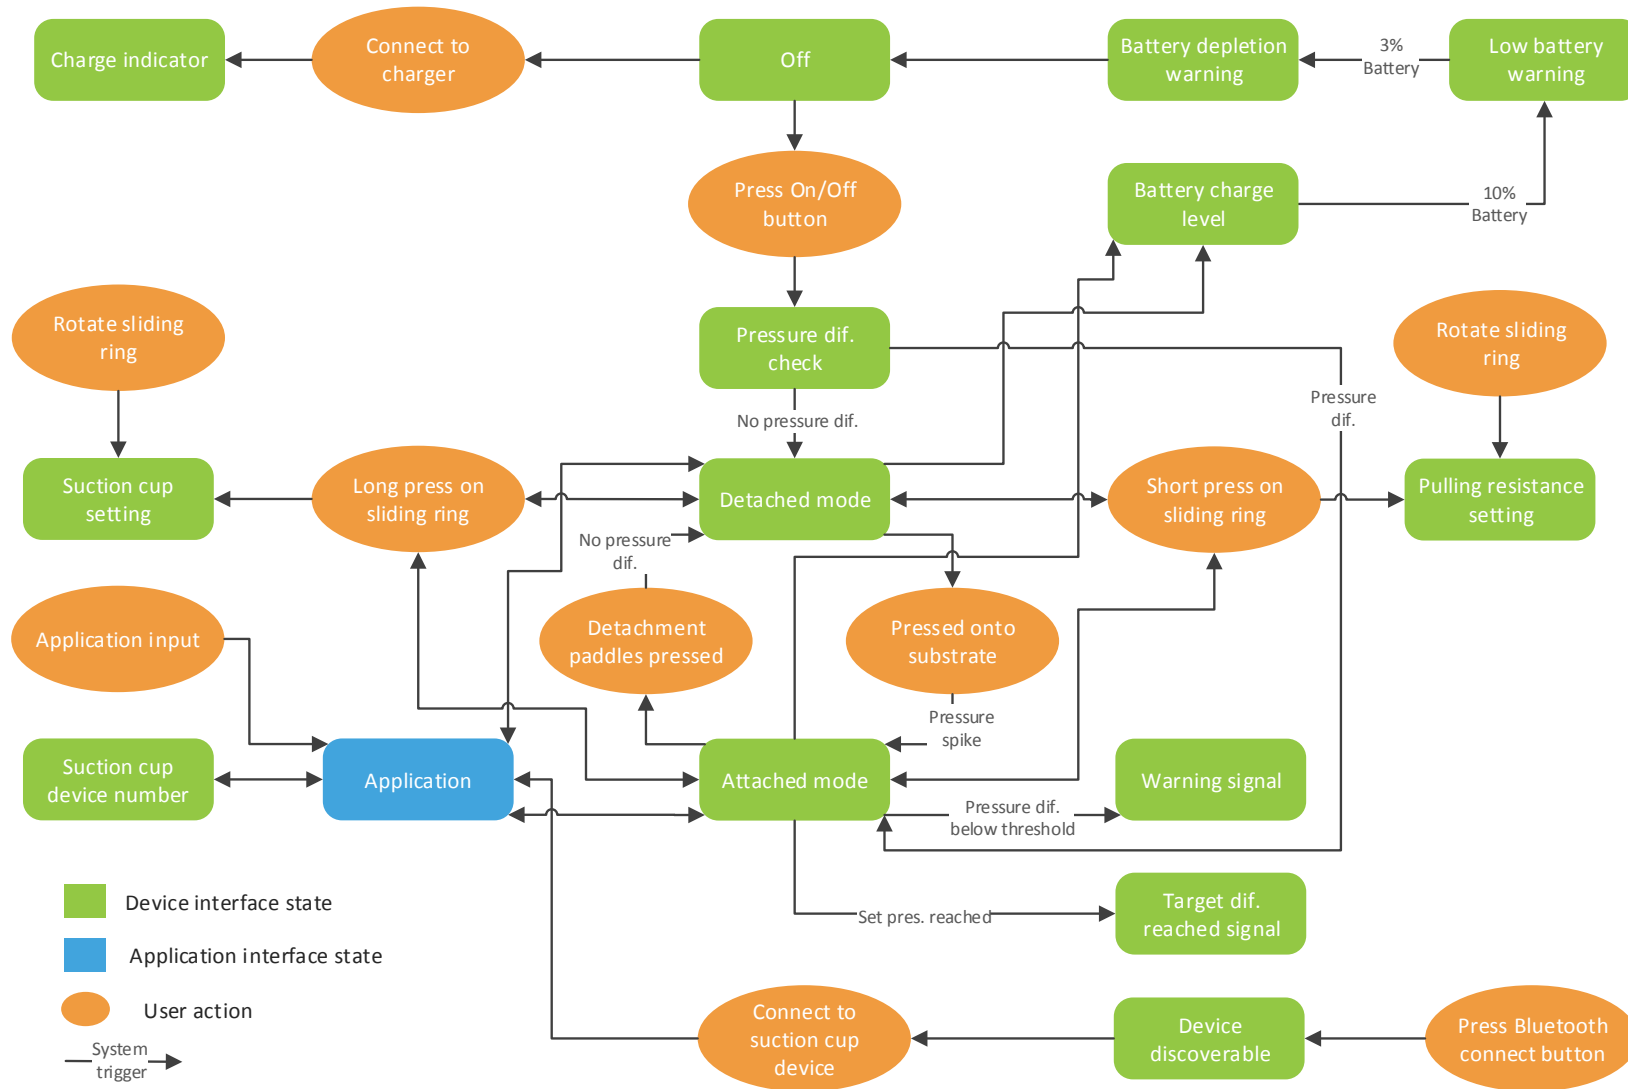 Charge indicator
Connect to
charger
Off
Battery depletion
warning
3%
Battery
Low battery
warning
Press On/Off
button
Battery charge
level
10%
Battery
Rotate sliding
ring
Pressure dif.
check
Rotate sliding
ring
Pressure
dif.
No pressure dif.
Suction cup
setting
Long press on
sliding ring
Detached mode
Short press on
sliding ring
Pulling resistance
setting
No pressure
dif.
Application input
Detachment
paddles pressed
Pressed onto
substrate
Pressure
spike
Suction cup
device number
Application
Attached mode
Warning signal
Pressure dif.
below threshold
Target dif.
reached signal
Set pres. reached
Device interface state
Application interface state
User action
System
trigger
Connect to
suction cup
device
Device
discoverable
Press Bluetooth
connect button